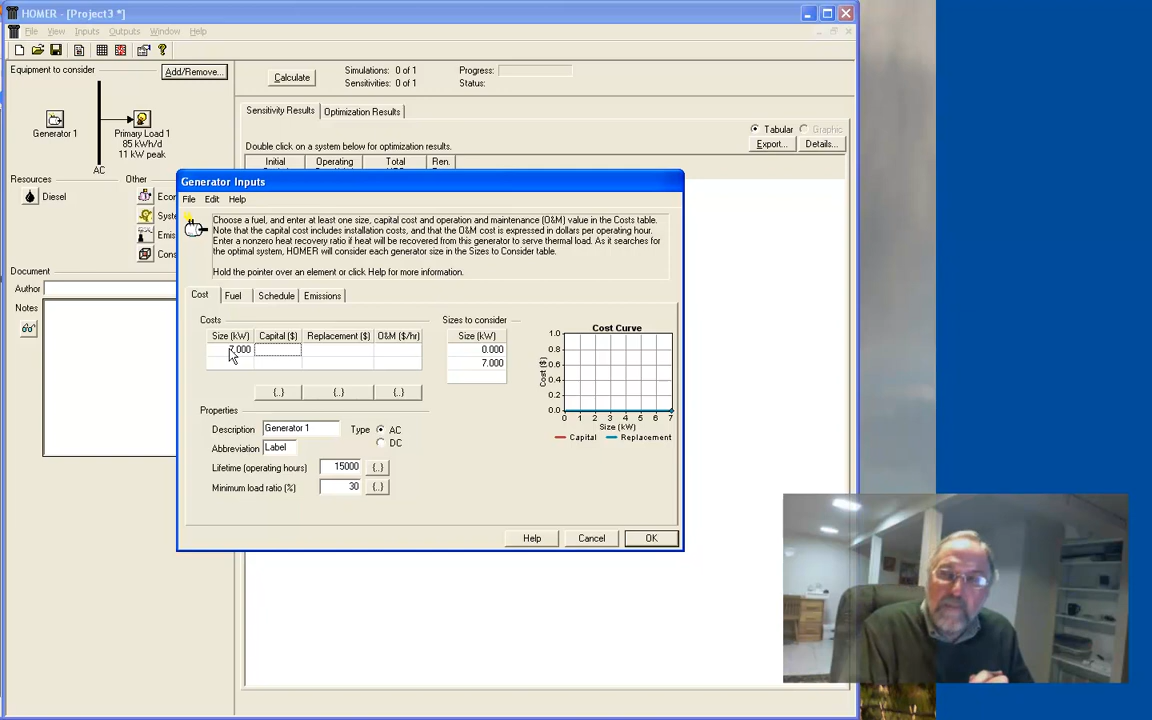 HOMER - [Project3 *]
File View Inputs Outputs Window Help
Equipment to consider
Add/Remove...
Calculate
Simulations: 0 of 1
Sensitivities: 0 of 1
Progress:
Status:
Generator 1
Primary Load 1
85 kWh/d
11 kW peak
AC
Resources
Other
Diesel
Document
Author
Notes
Sensitivity Results
Optimization Results
Tabular
Graphic
Double click on a system below for optimization results.
Export...
Details...
Initial
Operating
Total
Ren.
Generator Inputs
File Edit Help
Choose a fuel, and enter at least one size, capital cost and operation and maintenance (O&M) value in the Costs table.
Note that the capital cost includes installation costs, and that the O&M cost is expressed in dollars per operating hour.
Enter a nonzero heat recovery ratio if heat will be recovered from this generator to serve thermal load. As it searches for
the optimal system, HOMER will consider each generator size in the Sizes to Consider table.
Hold the pointer over an element or click Help for more information.
Cost
Fuel
Schedule
Emissions
Costs
Size (kW) Capital ($) Replacement ($) O&M ($/hr)
7.000
{..} {..} {..}
Sizes to consider
Size (kW)
0.000
7.000
Cost Curve
1.0
0.8
0.6
0.4
0.2
0.0
Cost ($)
0 1 2 3 4 5 6 7
Size (kW)
Capital
Replacement
Properties
Description Generator 1
Type
AC
DC
Abbreviation Label
Lifetime (operating hours) 15000 {..}
Minimum load ratio (%) 30 {..}
Help
Cancel
OK